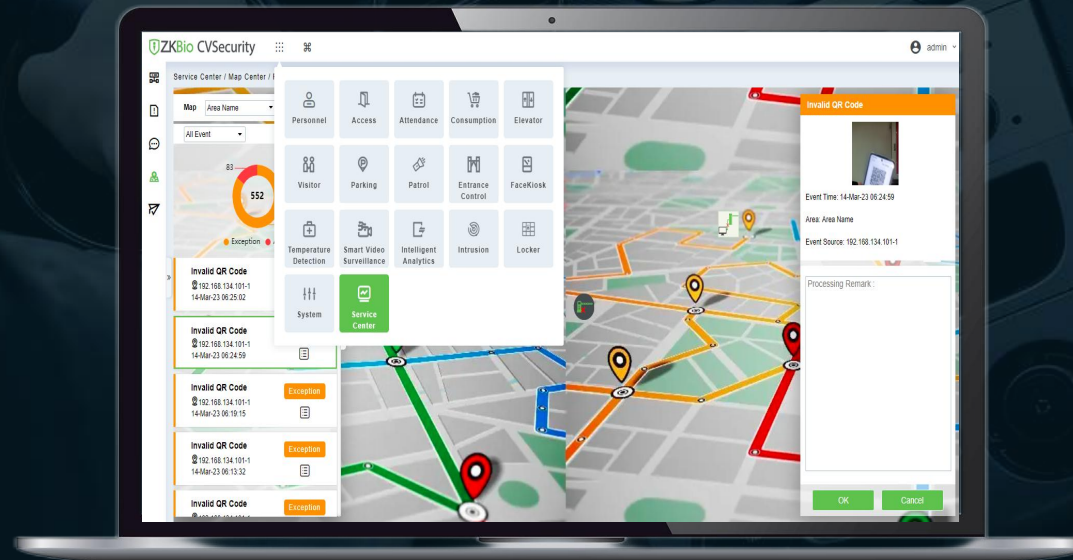 ZKBio CVSecurity
admin
Service Center / Map Center /
Map Area Name
All Event
83
552
Exception
Invalid QR Code
192.168.134.101-1
14-Mar-23 06:25:02
Invalid QR Code
192.168.134.101-1
14-Mar-23 06:24:59
Invalid QR Code
Exception
192.168.134.101-1
14-Mar-23 06:19:15
Invalid QR Code
Exception
192.168.134.101-1
14-Mar-23 06:13:32
Invalid QR Code
Exception
Personnel
Access
Attendance
Consumption
Elevator
Visitor
Parking
Patrol
Entrance
Control
FaceKiosk
Temperature
Detection
Smart Video
Surveillance
Intelligent
Analytics
Intrusion
Locker
System
Service
Center
Invalid QR Code
Event Time: 14-Mar-23 06:24:59
Area: Area Name
Event Source: 192.168.134.101-1
Processing Remark :
OK
Cancel